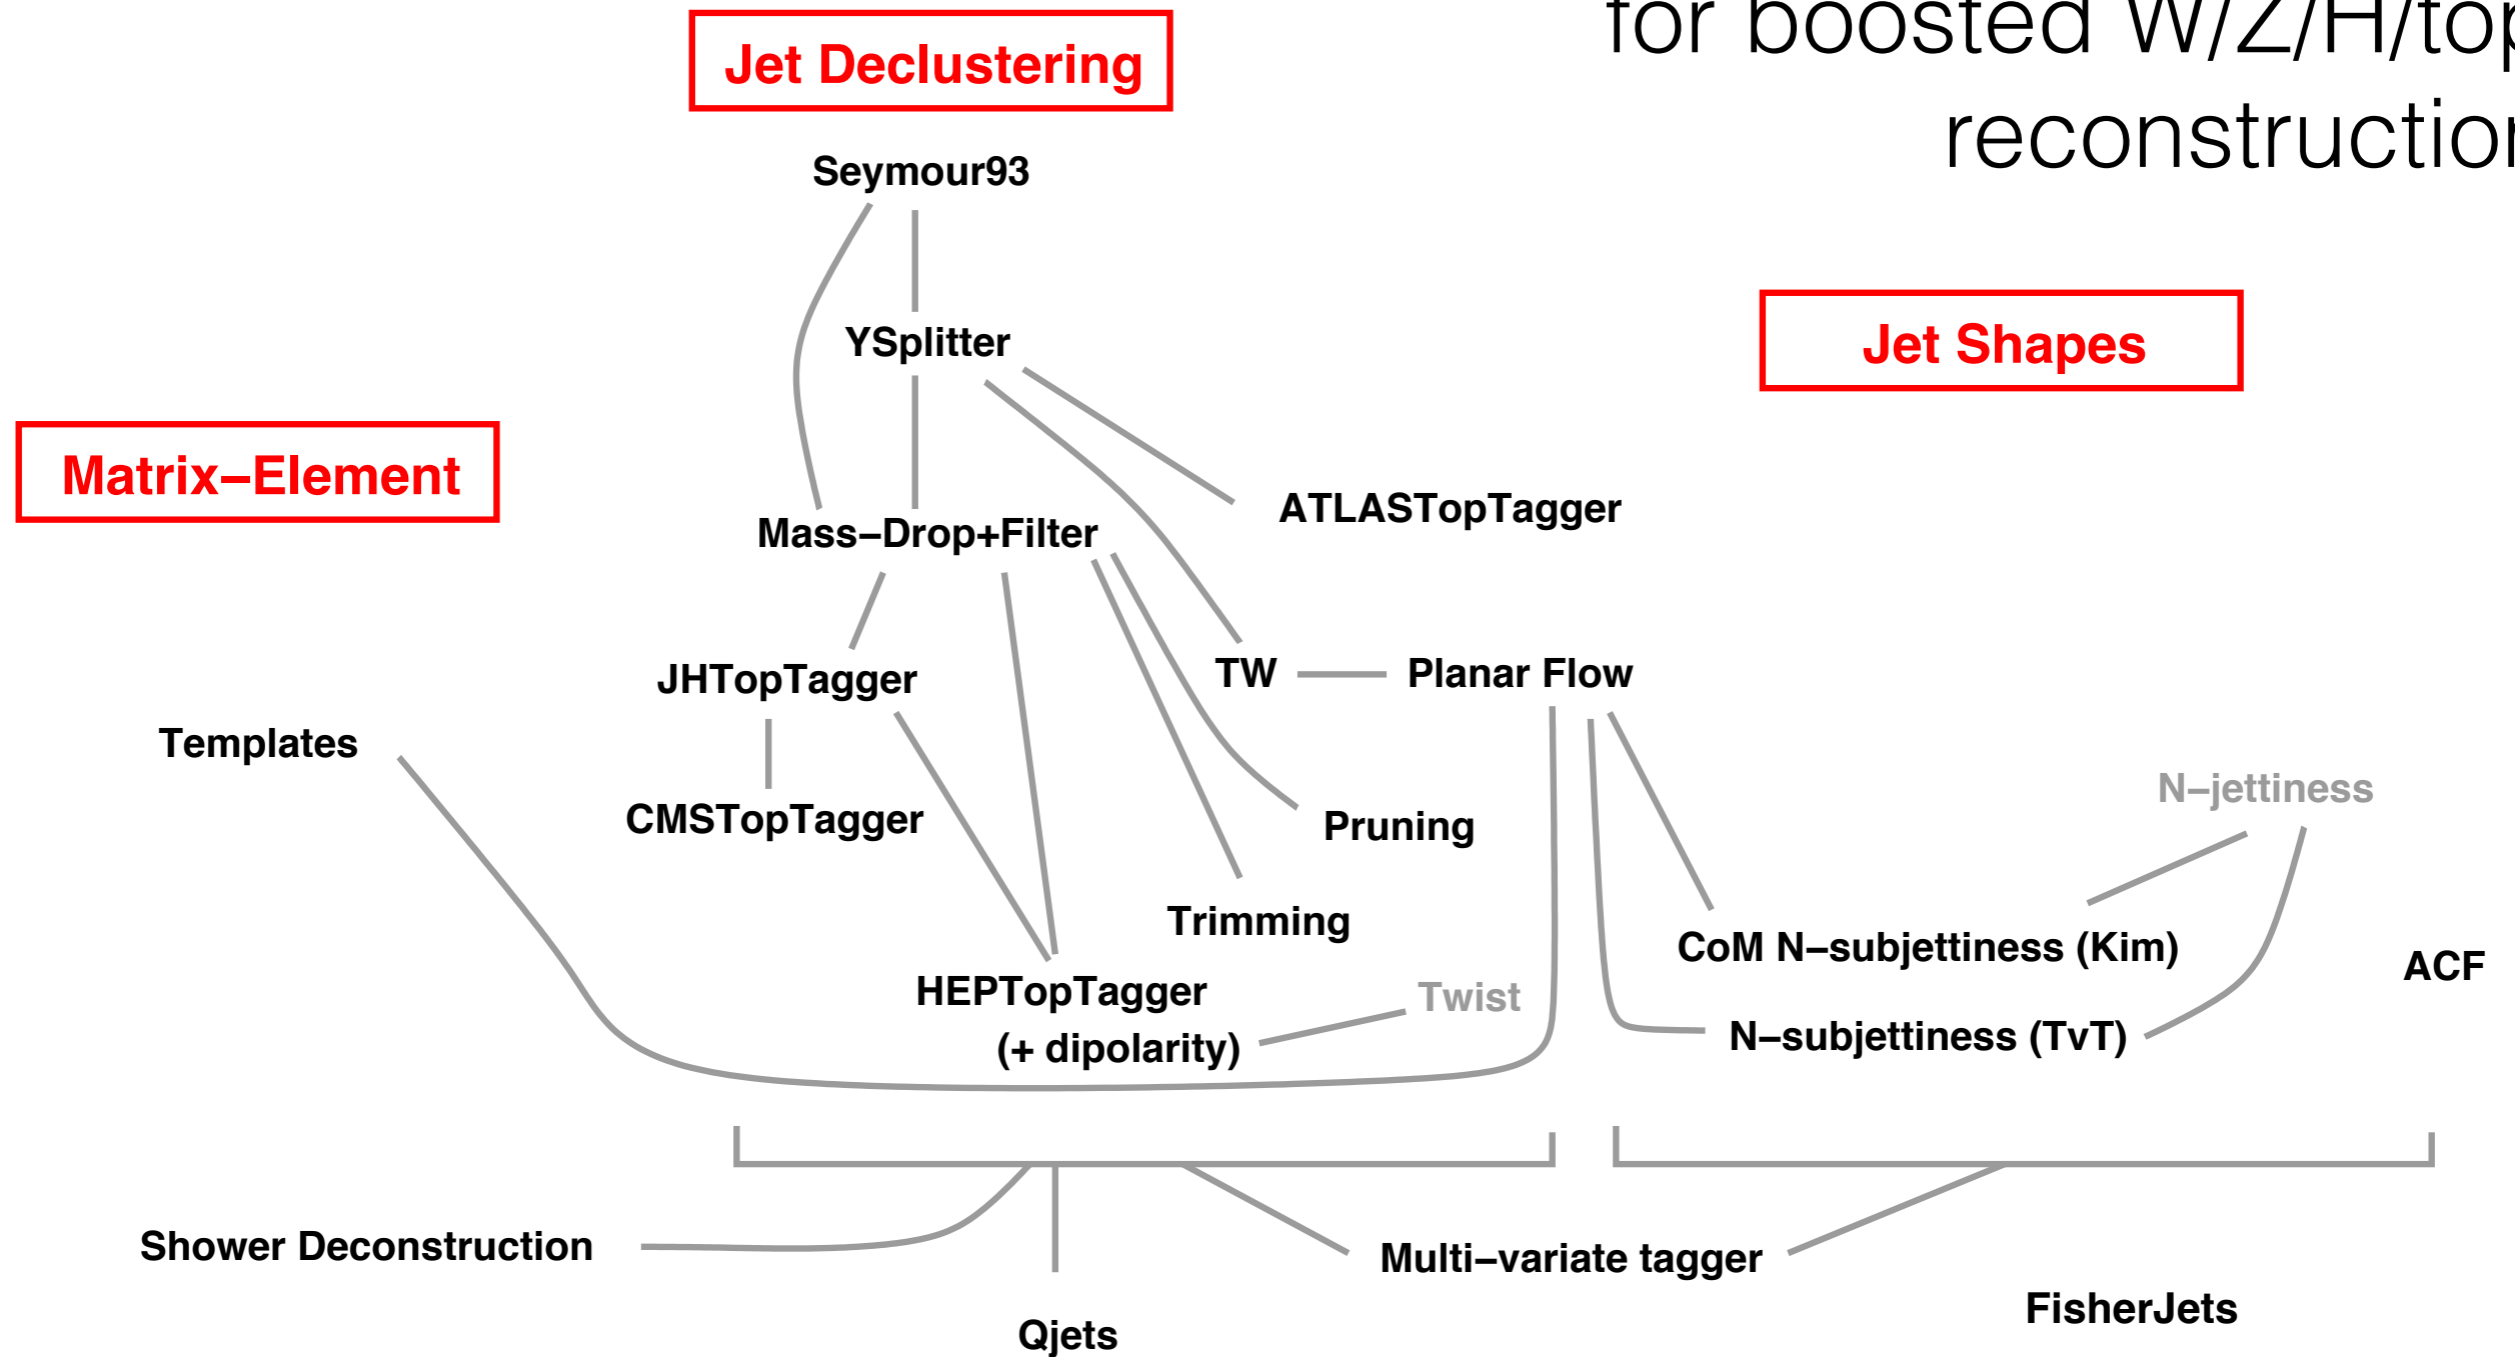 for boosted W/Z/H/top
reconstruction
Jet Declustering
Seymour93
YSplitter
Jet Shapes
Matrix–Element
ATLASTopTagger
Mass–Drop+Filter
JHTopTagger
TW
Planar Flow
Templates
CMSTopTagger
Pruning
N–jettiness
Trimming
CoM N–subjettiness (Kim)
ACF
HEPTopTagger
(+ dipolarity)
Twist
N–subjettiness (TvT)
Shower Deconstruction
Multi–variate tagger
FisherJets
Qjets